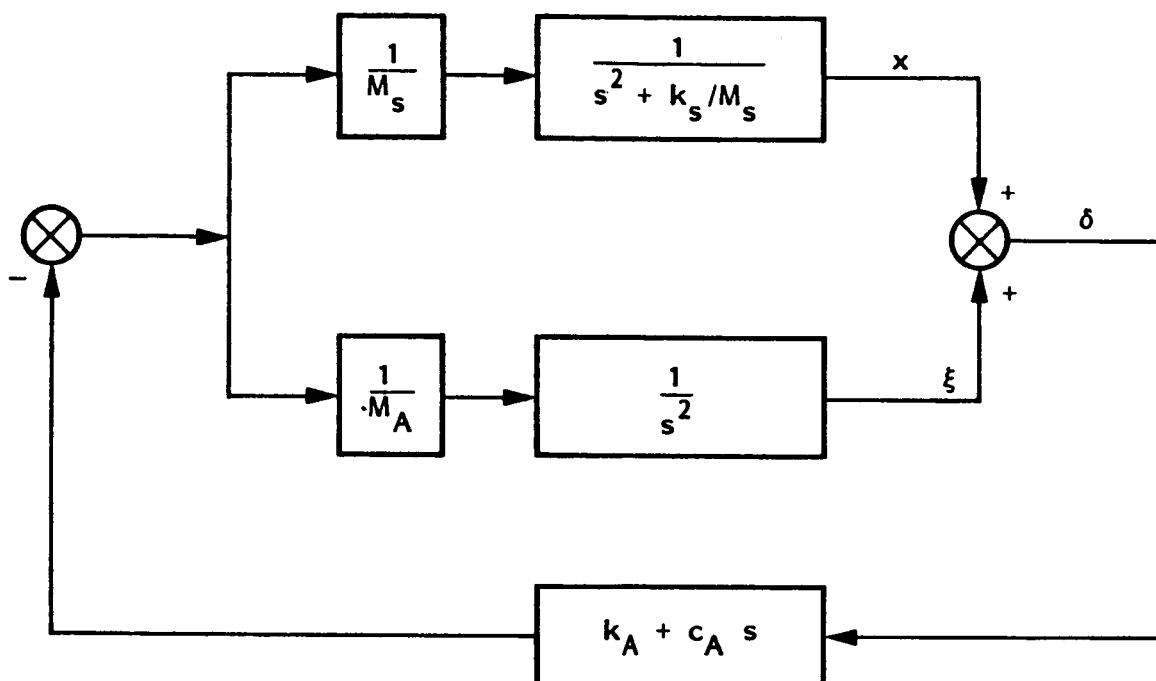 1
M_s
1
s^2 + k_s/M_s
x
+
δ
−
+
1
M_A
1
s^2
ξ
k_A + c_A s